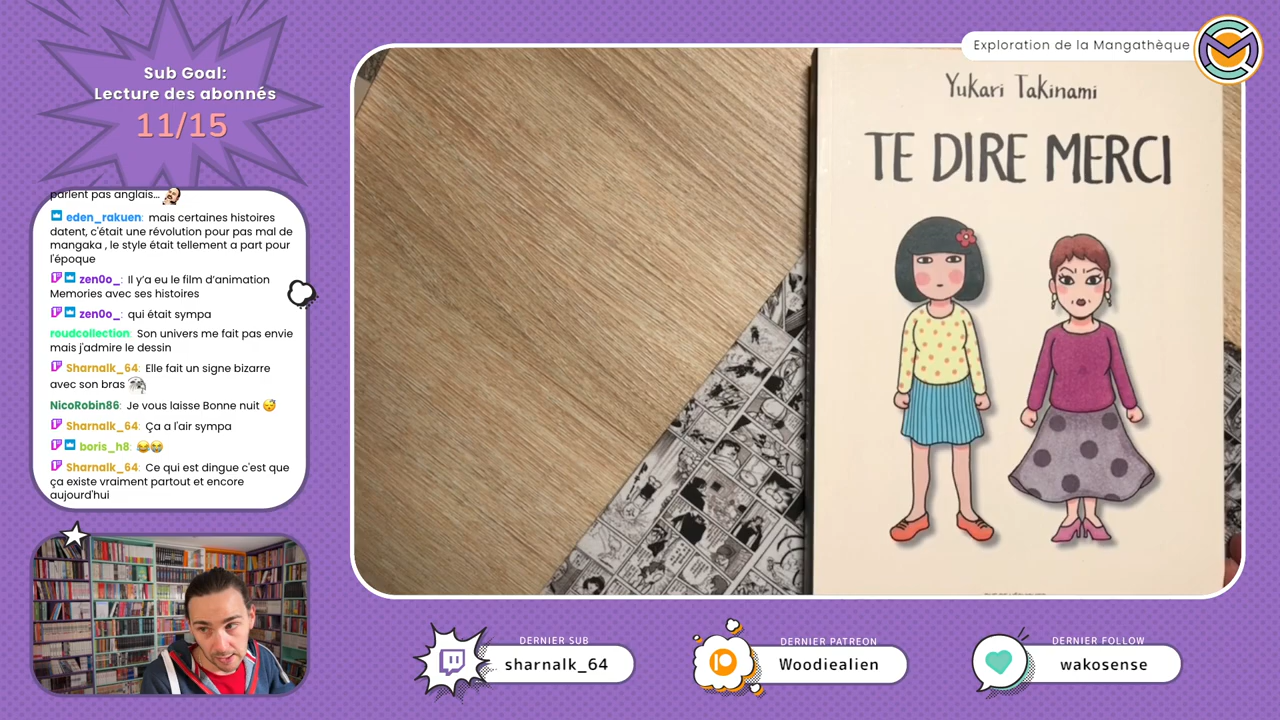 Sub Goal:
Lecture des abonnés
11/15
parlent pas anglais...
eden_rakuen: mais certaines histoires
datent, c'était une révolution pour pas mal de
mangaka , le style était tellement a part pour
l'époque
zen0o_: Il y'a eu le film d'animation
Memories avec ses histoires
zen0o_: qui était sympa
roudcollection: Son univers me fait pas envie
mais j'admire le dessin
Sharnalk_64: Elle fait un signe bizarre
avec son bras
NicoRobin86: Je vous laisse Bonne nuit
Sharnalk_64: Ça a l'air sympa
boris_h8:
Sharnalk_64: Ce qui est dingue c'est que
ça existe vraiment partout et encore
aujourd'hui
Exploration de la Mangathèque
Yukari Takinami
TE DIRE MERCI
DERNIER SUB
sharnalk_64
DERNIER PATREON
Woodiealien
DERNIER FOLLOW
wakosense